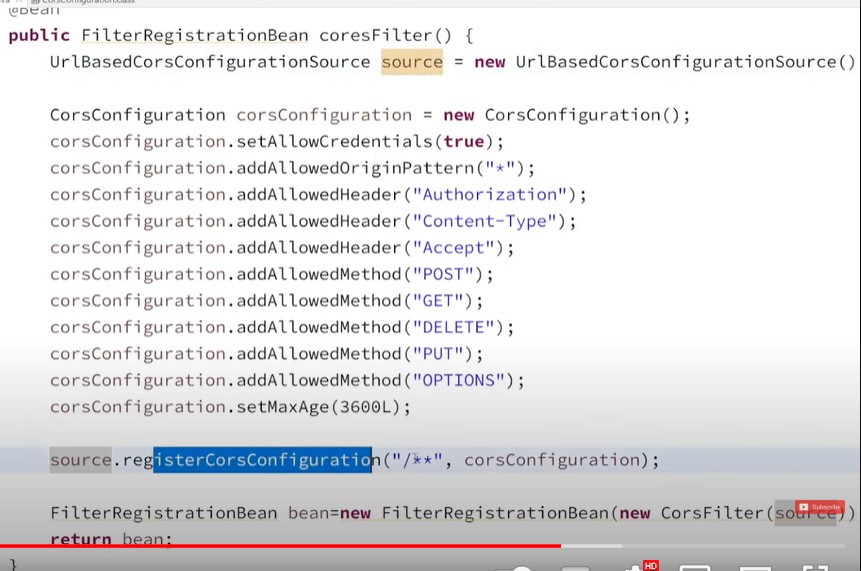 CorsConfiguration.class
@Bean
public FilterRegistrationBean coresFilter() {
UrlBasedCorsConfigurationSource source = new UrlBasedCorsConfigurationSource()
CorsConfiguration corsConfiguration = new CorsConfiguration();
corsConfiguration.setAllowCredentials(true);
corsConfiguration.addAllowedOriginPattern("*");
corsConfiguration.addAllowedHeader("Authorization");
corsConfiguration.addAllowedHeader("Content-Type");
corsConfiguration.addAllowedHeader("Accept");
corsConfiguration.addAllowedMethod("POST");
corsConfiguration.addAllowedMethod("GET");
corsConfiguration.addAllowedMethod("DELETE");
corsConfiguration.addAllowedMethod("PUT");
corsConfiguration.addAllowedMethod("OPTIONS");
corsConfiguration.setMaxAge(3600L);
source.registerCorsConfiguration("/**", corsConfiguration);
FilterRegistrationBean bean=new FilterRegistrationBean(new CorsFilter(source))
Subscribe
return bean;
}
HD